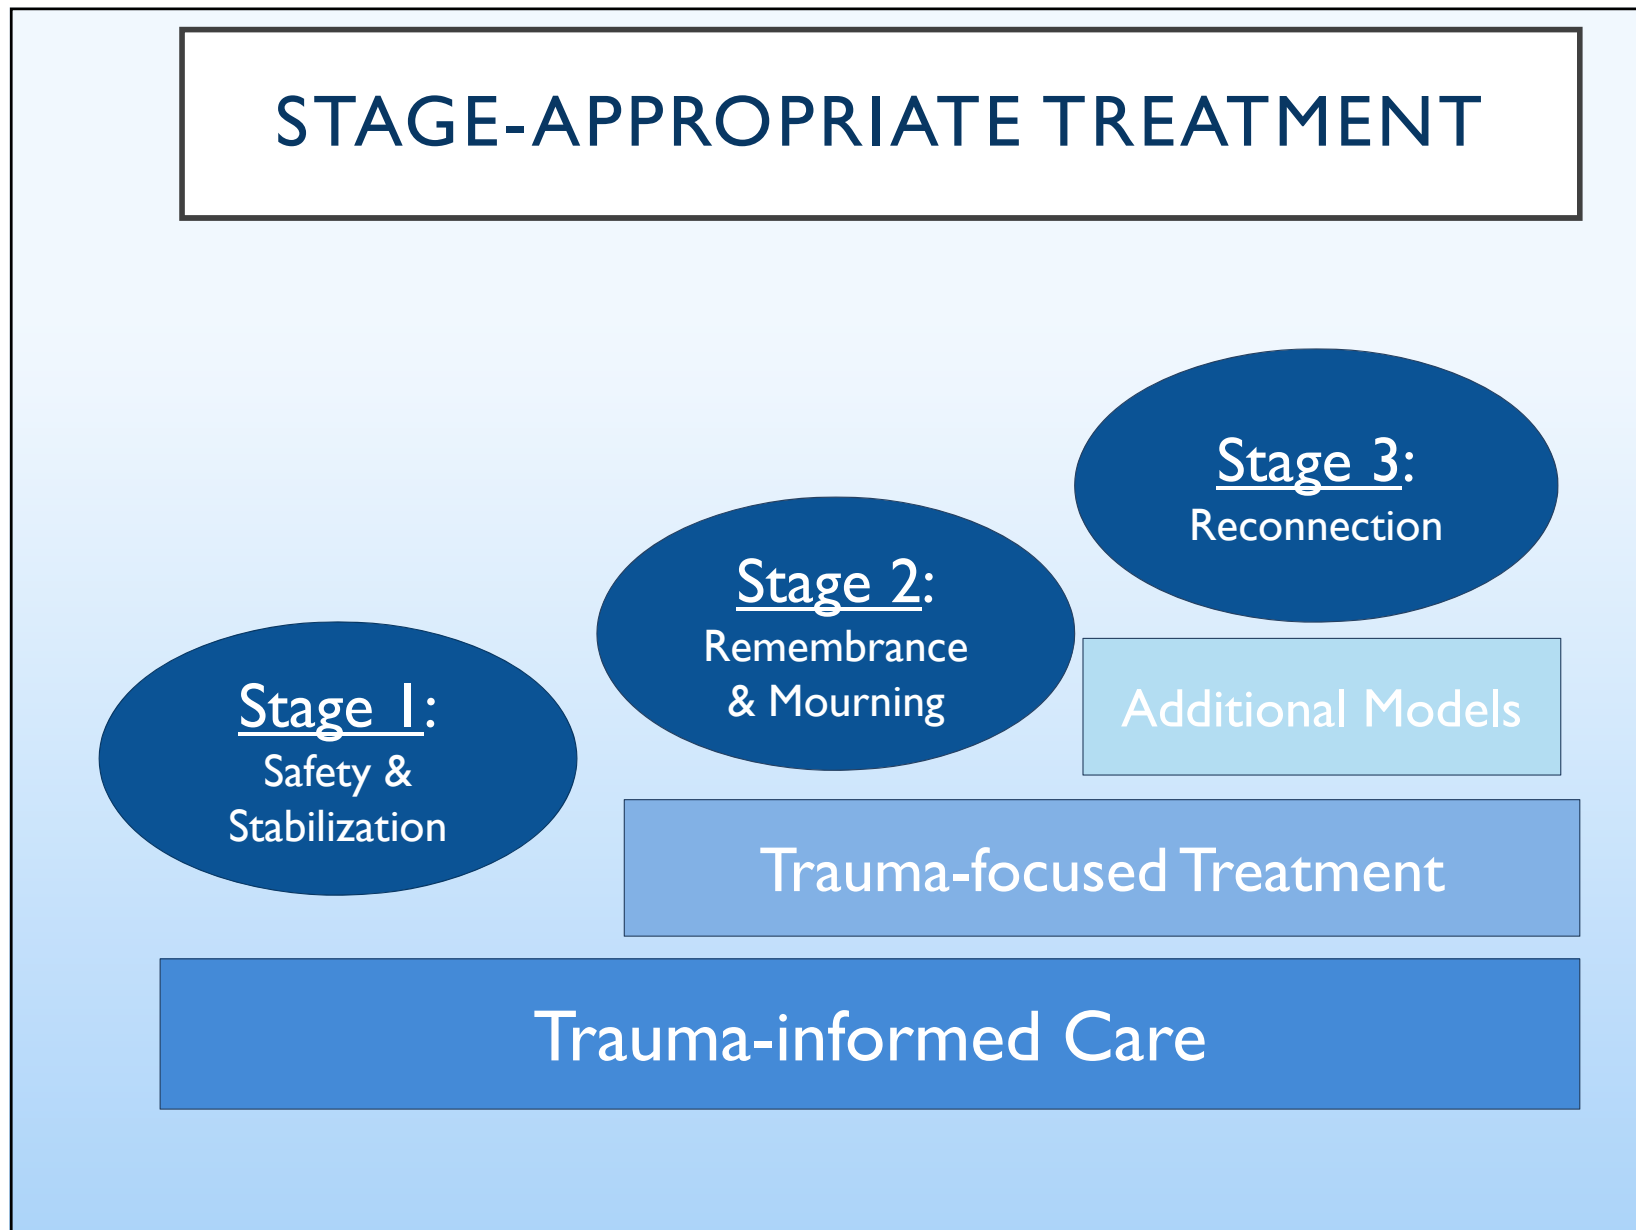 STAGE-APPROPRIATE TREATMENT
Stage 1:
Safety &
Stabilization
Stage 2:
Remembrance
& Mourning
Stage 3:
Reconnection
Additional Models
Trauma-focused Treatment
Trauma-informed Care